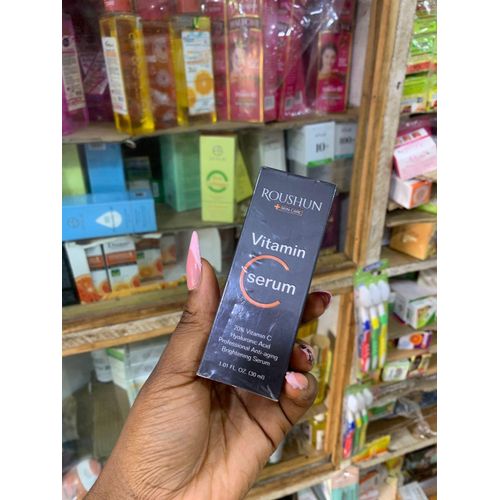 ROUSHUN
+ SKIN CARE
Vitamin
C serum
20% Vitamin C
Hyaluronic Acid
Professional Anti-aging
Brightening Serum
1.01 FL. OZ. (30 ml)